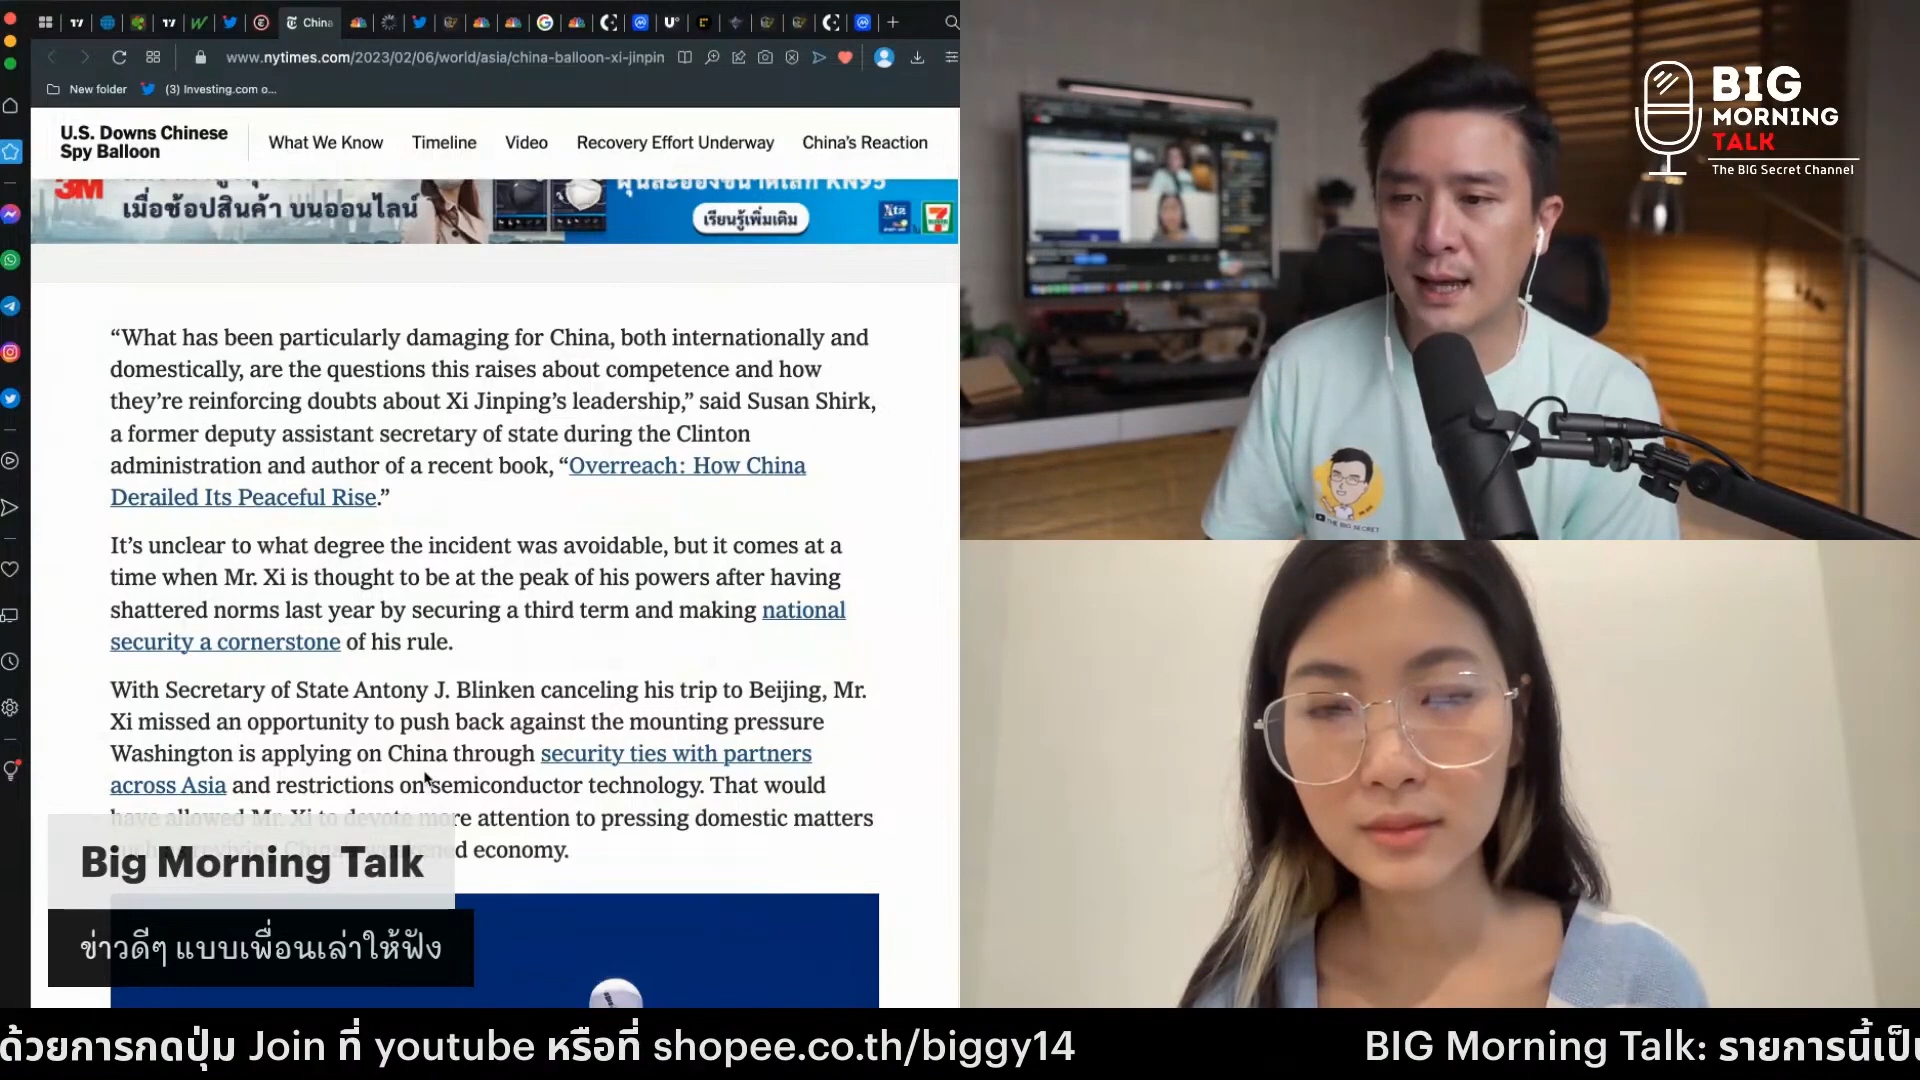 China
www.nytimes.com/2023/02/06/world/asia/china-balloon-xi-jinpin
New folder
(3) Investing.com o...
U.S. Downs Chinese
Spy Balloon
What We Know
Timeline
Video
Recovery Effort Underway
China's Reaction
3M
เมื่อช้อปสินค้า บนออนไลน์
เรียนรู้เพิ่มเติม
“What has been particularly damaging for China, both internationally and
domestically, are the questions this raises about competence and how
they’re reinforcing doubts about Xi Jinping’s leadership,” said Susan Shirk,
a former deputy assistant secretary of state during the Clinton
administration and author of a recent book, “Overreach: How China
Derailed Its Peaceful Rise.”
It’s unclear to what degree the incident was avoidable, but it comes at a
time when Mr. Xi is thought to be at the peak of his powers after having
shattered norms last year by securing a third term and making national
security a cornerstone of his rule.
With Secretary of State Antony J. Blinken canceling his trip to Beijing, Mr.
Xi missed an opportunity to push back against the mounting pressure
Washington is applying on China through security ties with partners
across Asia and restrictions on semiconductor technology. That would
have allowed Mr. Xi to devote more attention to pressing domestic matters
economy.
Big Morning Talk
ข่าวดีๆ แบบเพื่อนเล่าให้ฟัง
BIG
MORNING
TALK
The BIG Secret Channel
THE BIG SECRET
ด้วยการกดปุ่ม Join ที่ youtube หรือที่ shopee.co.th/biggy14
BIG Morning Talk: รายการนี้เป็น